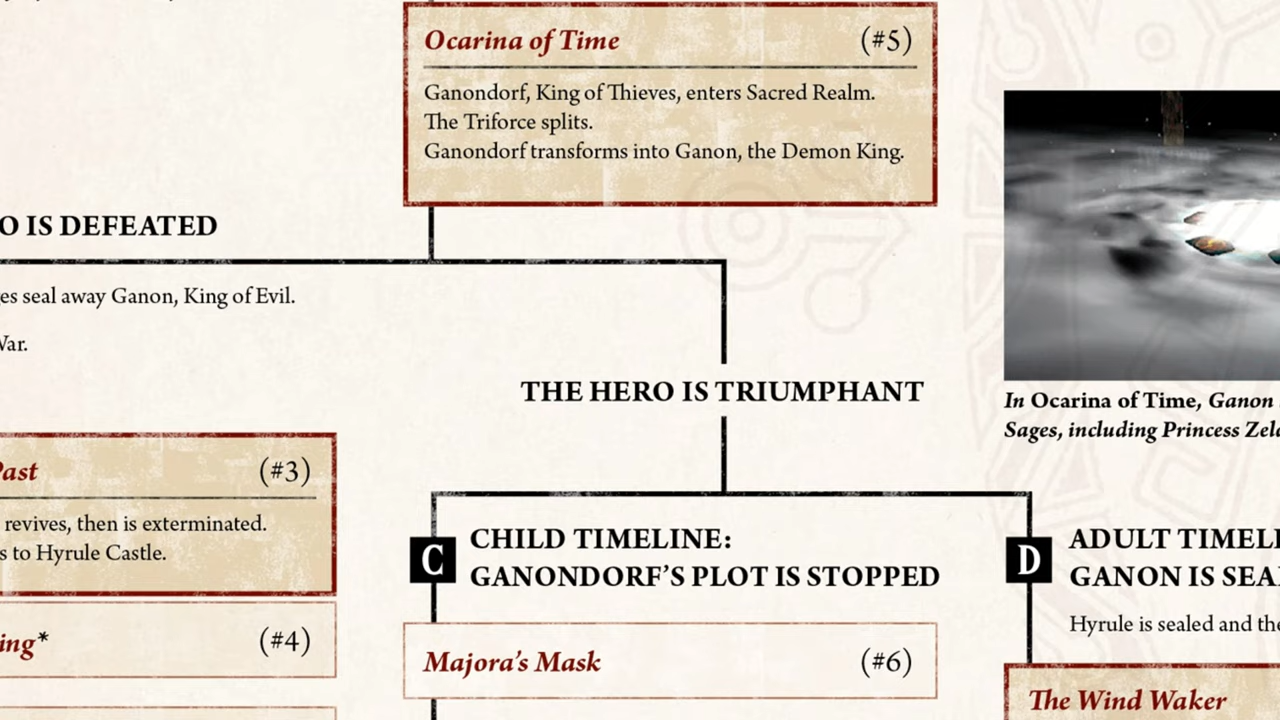 Ocarina of Time (#5)
Ganondorf, King of Thieves, enters Sacred Realm.
The Triforce splits.
Ganondorf transforms into Ganon, the Demon King.
O IS DEFEATED
es seal away Ganon, King of Evil.
War.
THE HERO IS TRIUMPHANT
In Ocarina of Time, Ganon
Sages, including Princess Zeld
Past (#3)
revives, then is exterminated.
s to Hyrule Castle.
ing* (#4)
C CHILD TIMELINE:
GANONDORF'S PLOT IS STOPPED
Majora's Mask (#6)
D ADULT TIMEL
GANON IS SEA
Hyrule is sealed and the
The Wind Waker